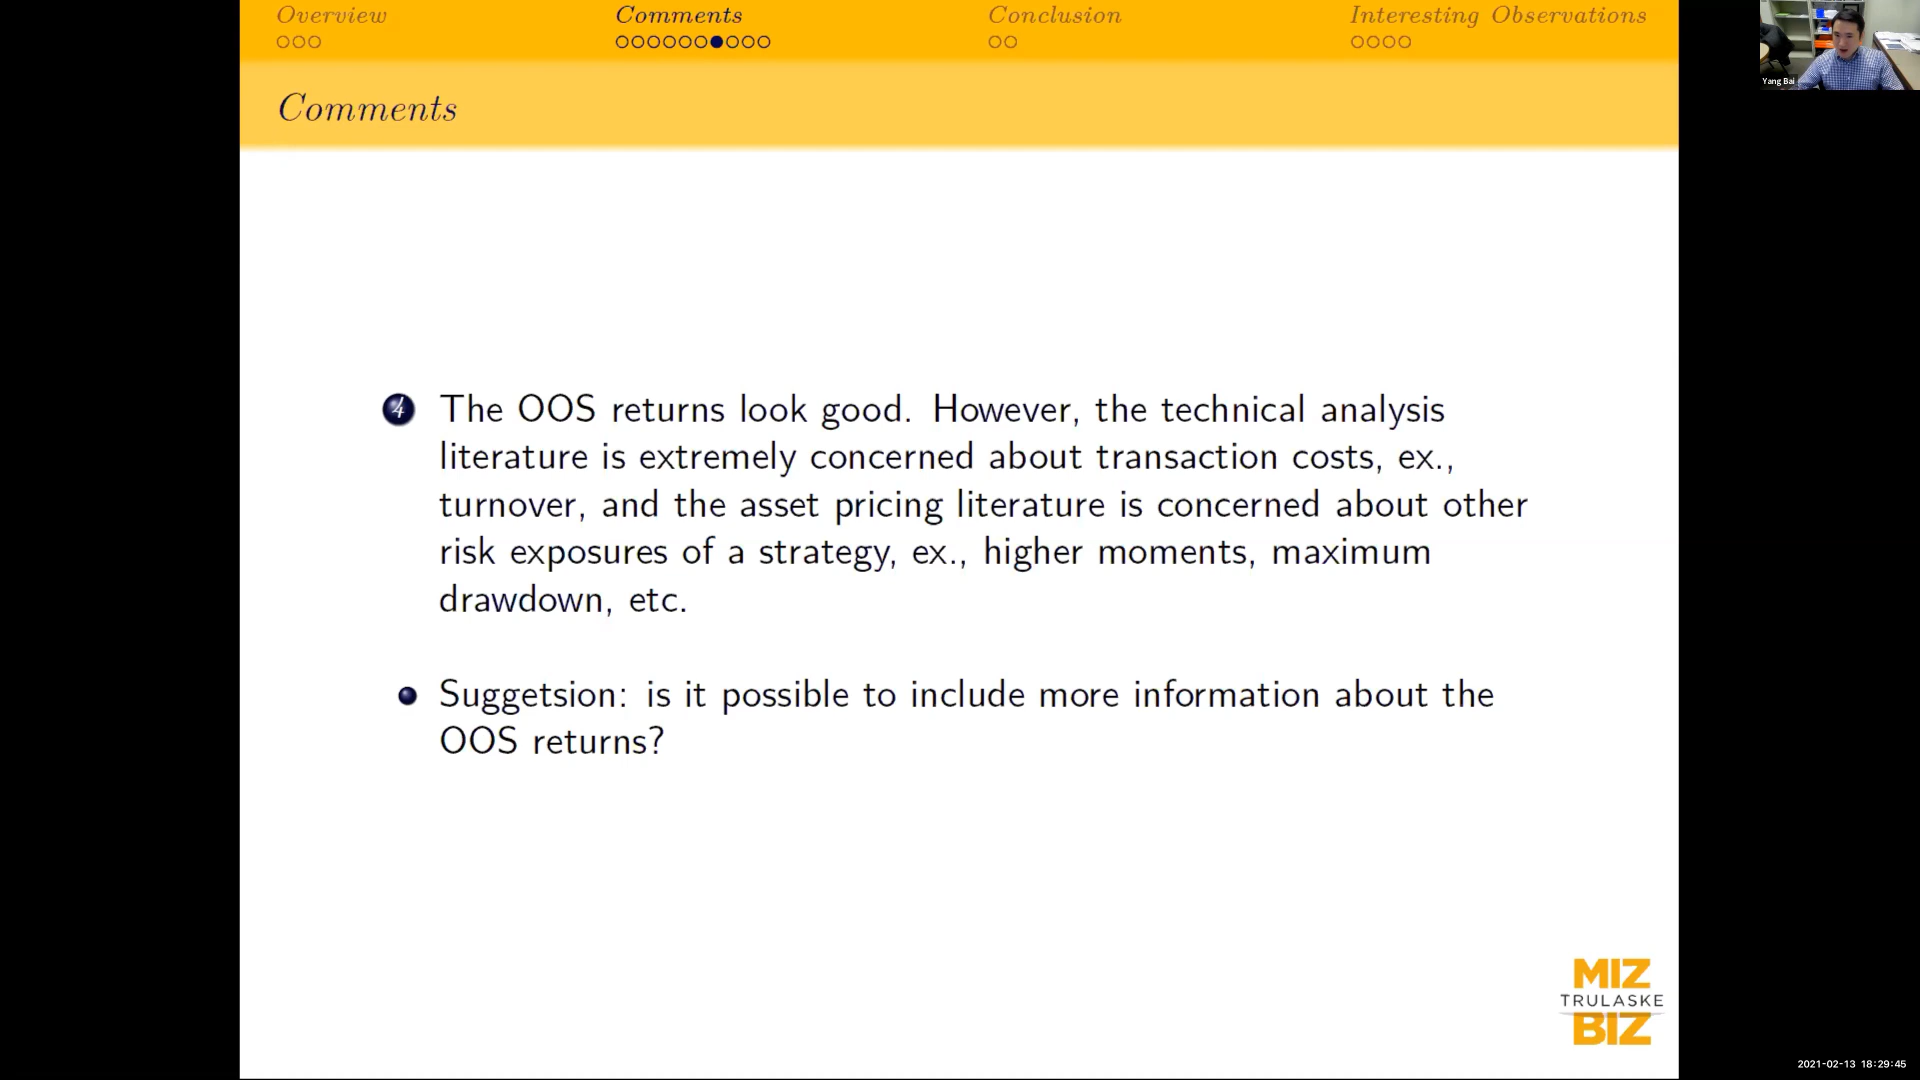 Overview
Comments
Conclusion
Interesting Observations
Yang Bai
Comments
4 The OOS returns look good. However, the technical analysis
literature is extremely concerned about transaction costs, ex.,
turnover, and the asset pricing literature is concerned about other
risk exposures of a strategy, ex., higher moments, maximum
drawdown, etc.
Suggetsion: is it possible to include more information about the
OOS returns?
MIZ
TRULASKE
BIZ
2021-02-13 18:29:45